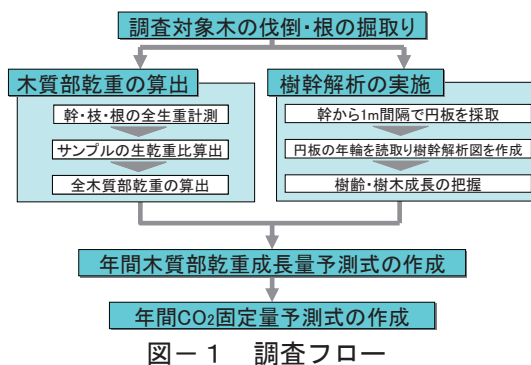 調査対象木の伐倒・根の掘取り
木質部乾重の算出
幹・枝・根の全生重計測
サンプルの生乾重比算出
全木質部乾重の算出
樹幹解析の実施
幹から1m間隔で円板を採取
円板の年輪を読取り樹幹解析図を作成
樹齢・樹木成長の把握
年間木質部乾重成長量予測式の作成
年間CO₂固定量予測式の作成
図－1 調査フロー